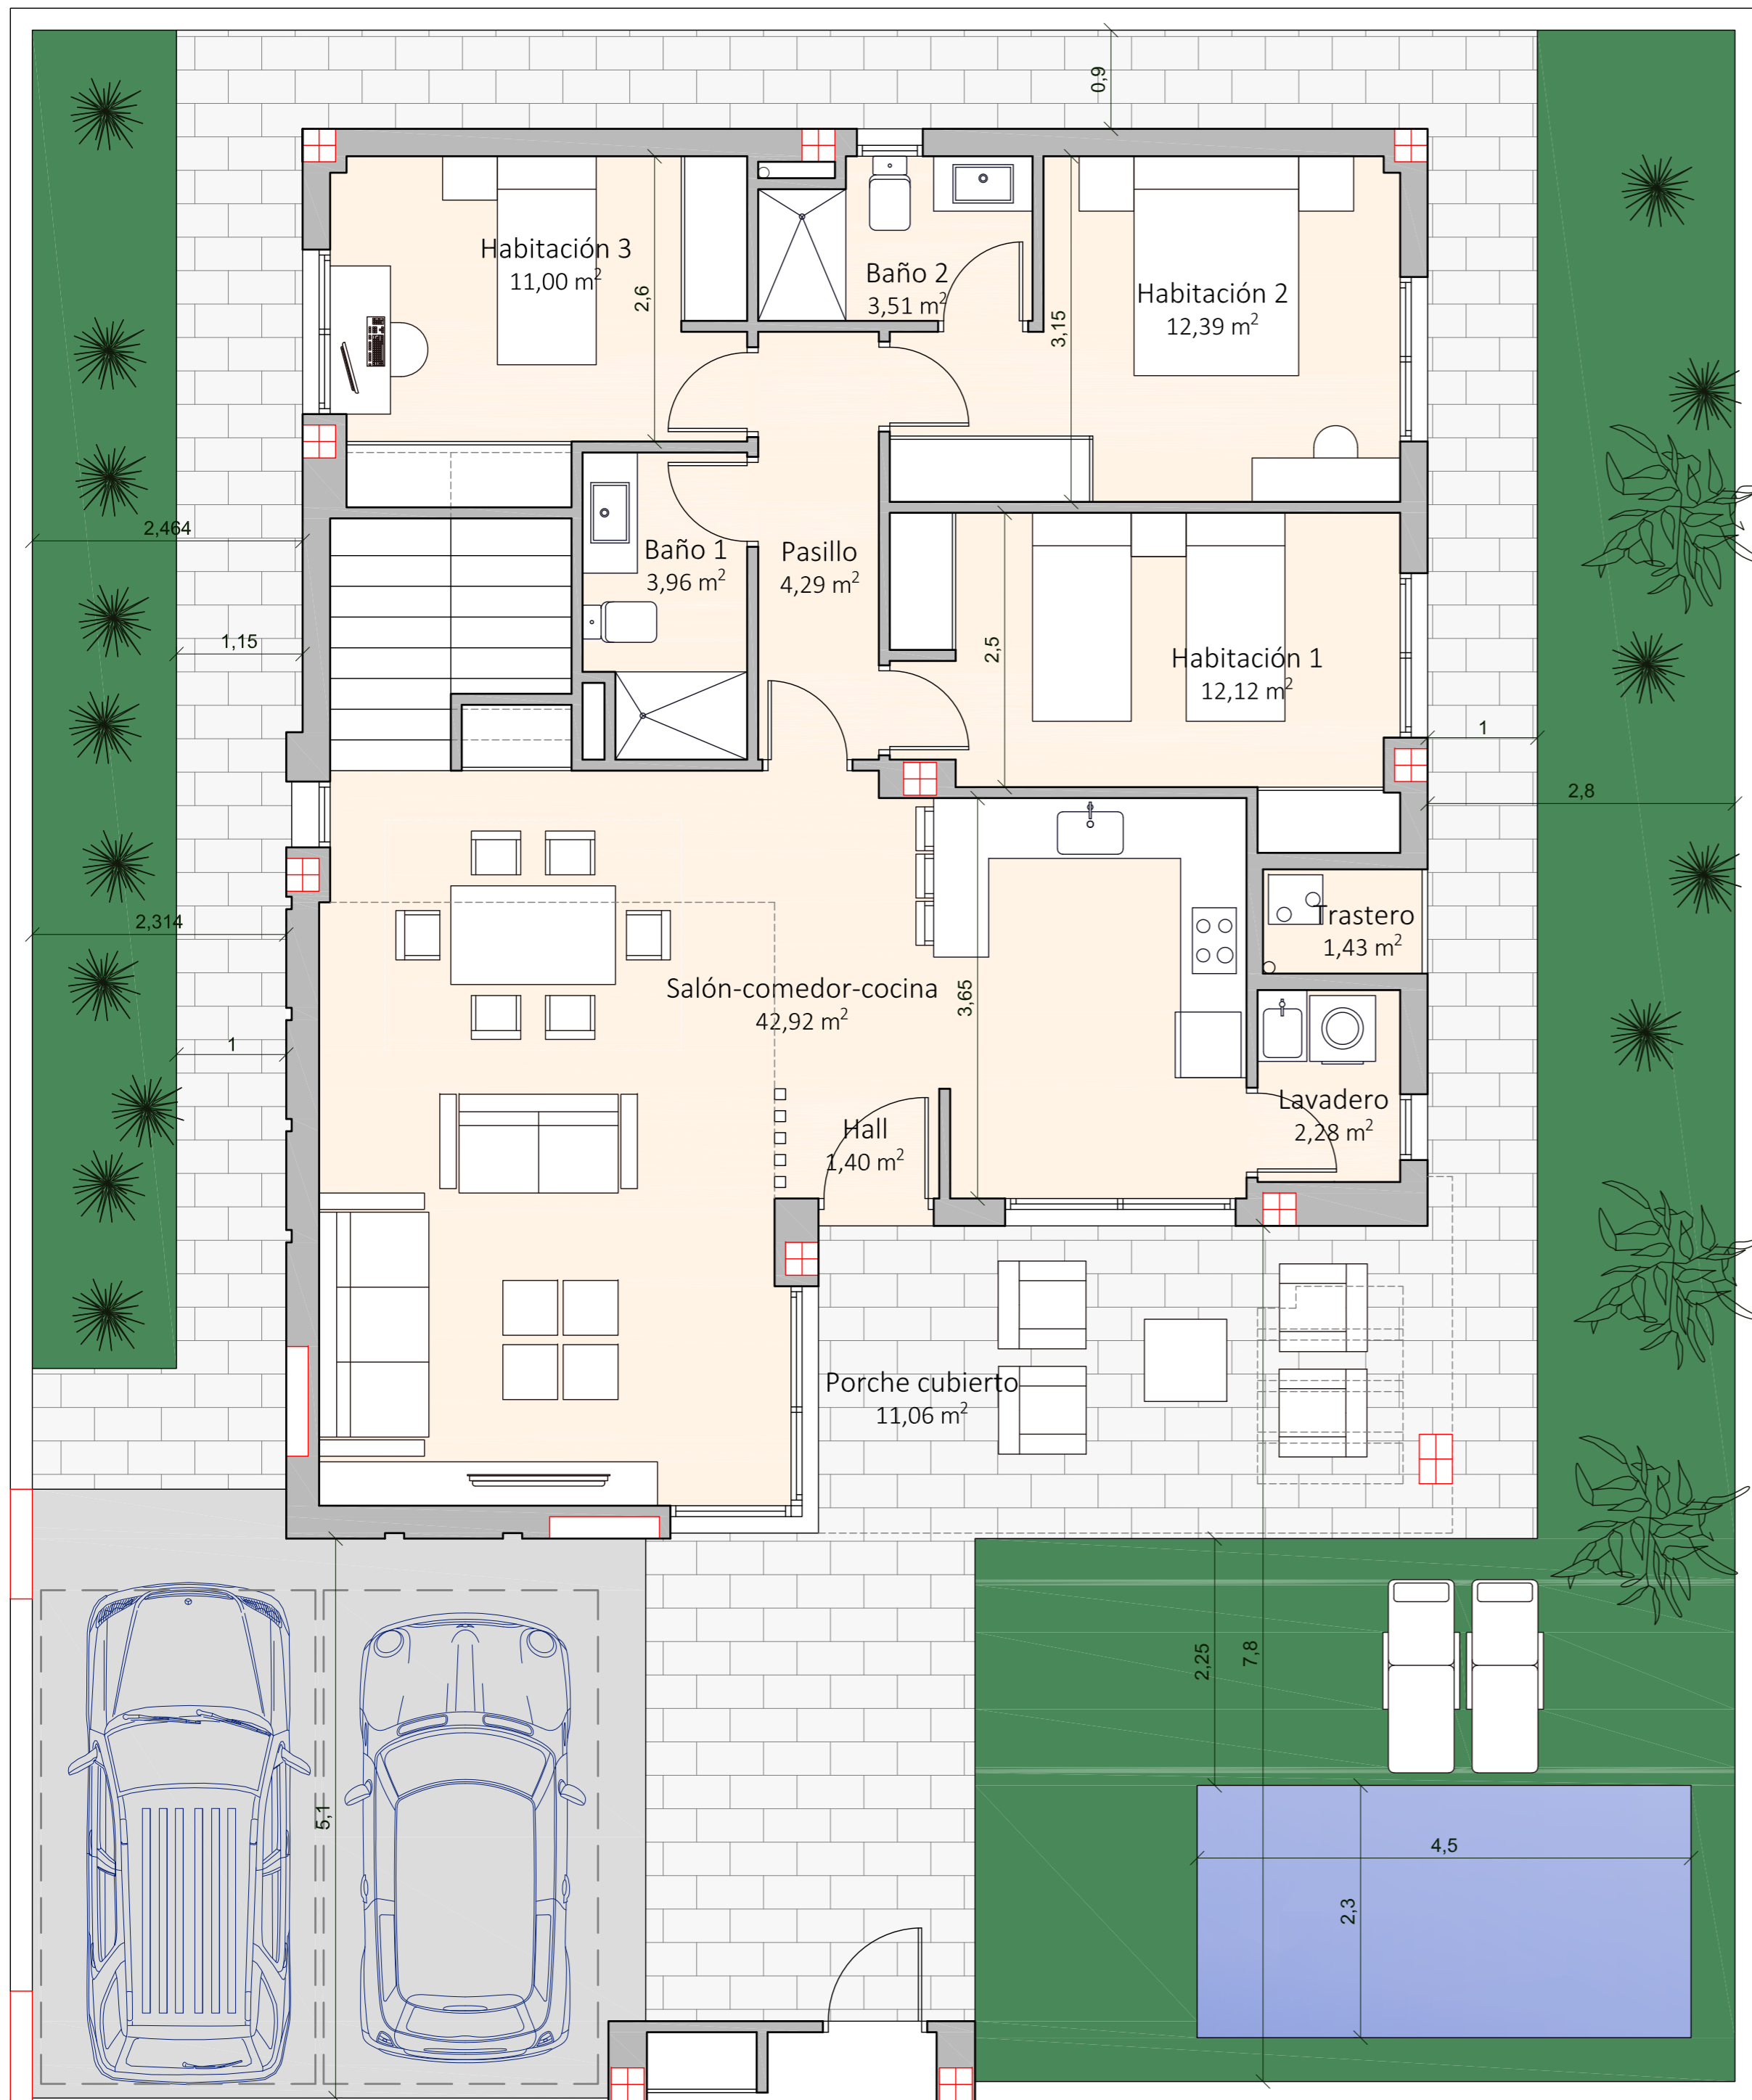 0,9
Habitación 3
11,00 m²
2,6
Baño 2
3,51 m²
Habitación 2
12,39 m²
3,15
2,464
Baño 1
3,96 m²
Pasillo
4,29 m²
1,15
2,5
Habitación 1
12,12 m²
1
2,8
2,314
Trastero
1,43 m²
Salón-comedor-cocina
42,92 m²
3,65
1
Hall
1,40 m²
Lavadero
2,28 m²
Porche cubierto
11,06 m²
2,25
7,8
5,1
4,5
2,3